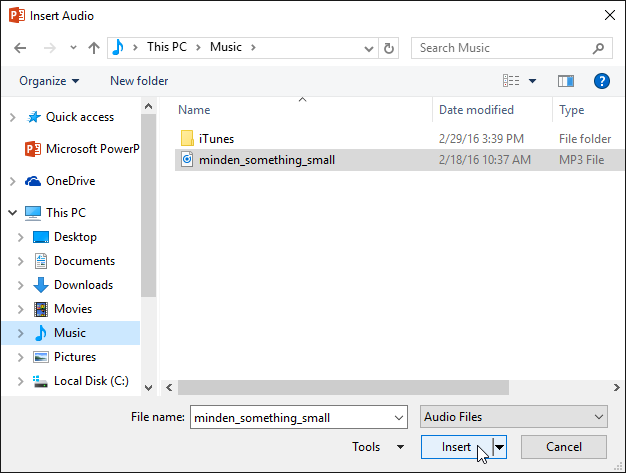 Insert Audio
This PC > Music >
Search Music
Organize
New folder
?
Name
Date modified
Type
Quick access
Microsoft PowerP
OneDrive
This PC
Desktop
Documents
Downloads
Movies
Music
Pictures
Local Disk (C:)
iTunes 2/29/16 3:39 PM File folder
minden_something_small 2/18/16 10:37 AM MP3 File
File name: minden_something_small Audio Files
Tools Insert Cancel